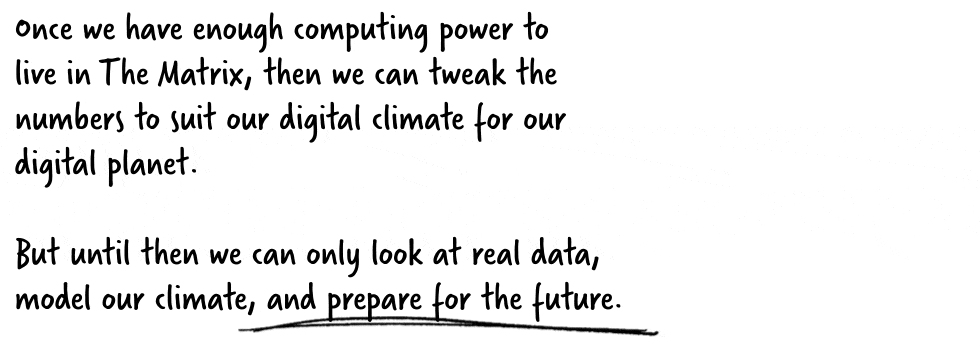 Once we have enough computing power to
live in The Matrix, then we can tweak the
numbers to suit our digital climate for our
digital planet.
But until then we can only look at real data,
model our climate, and prepare for the future.